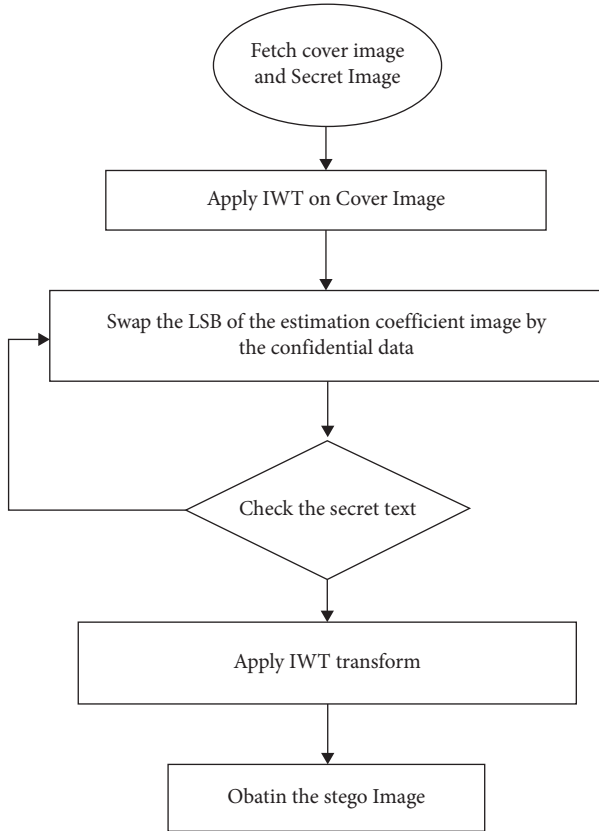 Fetch cover image
and Secret Image
Apply IWT on Cover Image
Swap the LSB of the estimation coefficient image by
the confidential data
Check the secret text
Apply IWT transform
Obatin the stego Image